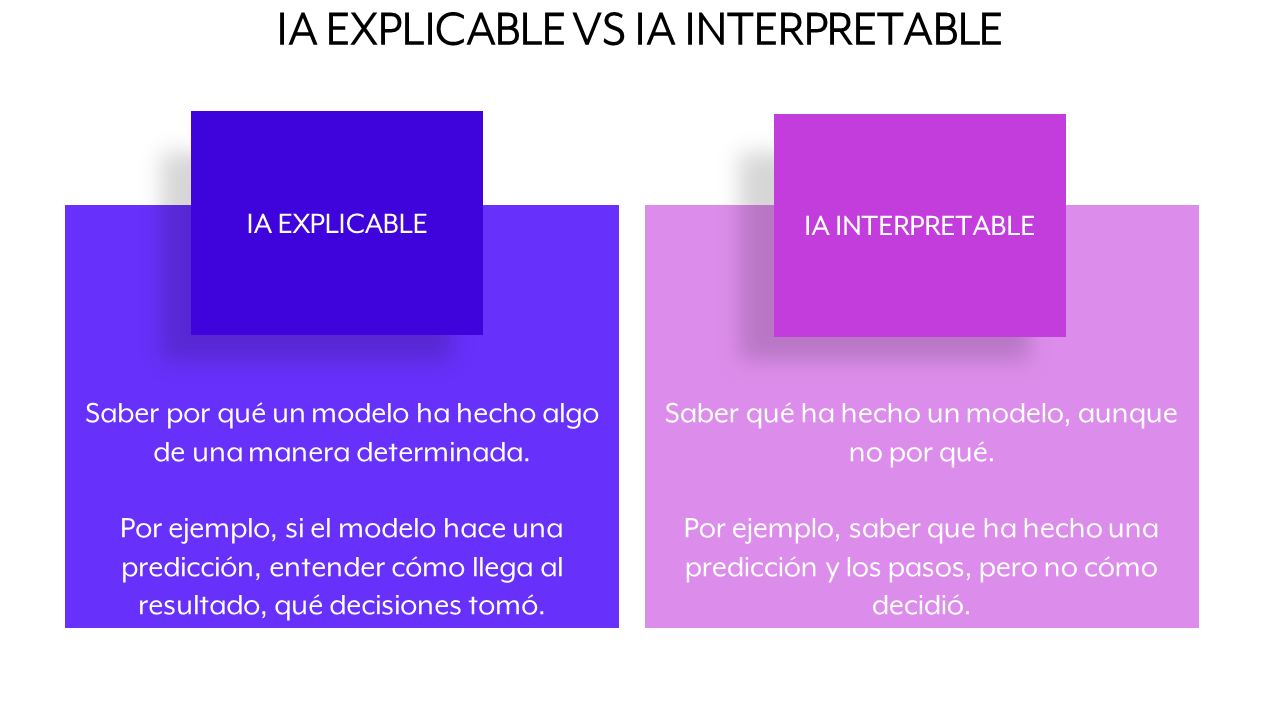 IA EXPLICABLE VS IA INTERPRETABLE
IA EXPLICABLE
Saber por qué un modelo ha hecho algo
de una manera determinada.
Por ejemplo, si el modelo hace una
predicción, entender cómo llega al
resultado, qué decisiones tomó.
IA INTERPRETABLE
Saber qué ha hecho un modelo, aunque
no por qué.
Por ejemplo, saber que ha hecho una
predicción y los pasos, pero no cómo
decidió.